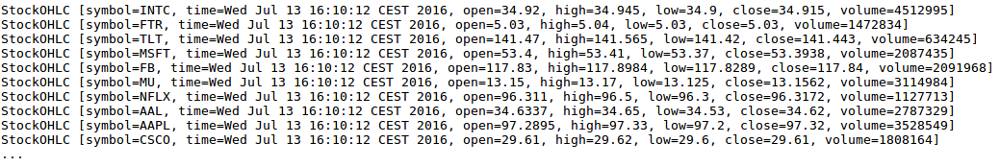 StockOHLC [symbol=INTC, time=Wed Jul 13 16:10:12 CEST 2016, open=34.92, high=34.945, low=34.9, close=34.915, volume=4512995]
StockOHLC [symbol=FTR, time=Wed Jul 13 16:10:12 CEST 2016, open=5.03, high=5.04, low=5.03, close=5.03, volume=1472834]
StockOHLC [symbol=TLT, time=Wed Jul 13 16:10:12 CEST 2016, open=141.47, high=141.565, low=141.42, close=141.443, volume=634245]
StockOHLC [symbol=MSFT, time=Wed Jul 13 16:10:12 CEST 2016, open=53.4, high=53.41, low=53.37, close=53.3938, volume=2087435]
StockOHLC [symbol=FB, time=Wed Jul 13 16:10:12 CEST 2016, open=117.83, high=117.8984, low=117.8289, close=117.84, volume=2091968]
StockOHLC [symbol=MU, time=Wed Jul 13 16:10:12 CEST 2016, open=13.15, high=13.17, low=13.125, close=13.1562, volume=3114984]
StockOHLC [symbol=NFLX, time=Wed Jul 13 16:10:12 CEST 2016, open=96.311, high=96.5, low=96.3, close=96.3172, volume=1127713]
StockOHLC [symbol=AAL, time=Wed Jul 13 16:10:12 CEST 2016, open=34.6337, high=34.65, low=34.53, close=34.62, volume=2787329]
StockOHLC [symbol=AAPL, time=Wed Jul 13 16:10:12 CEST 2016, open=97.2895, high=97.33, low=97.2, close=97.32, volume=3528549]
StockOHLC [symbol=CSCO, time=Wed Jul 13 16:10:12 CEST 2016, open=29.61, high=29.62, low=29.6, close=29.61, volume=1808164]
...